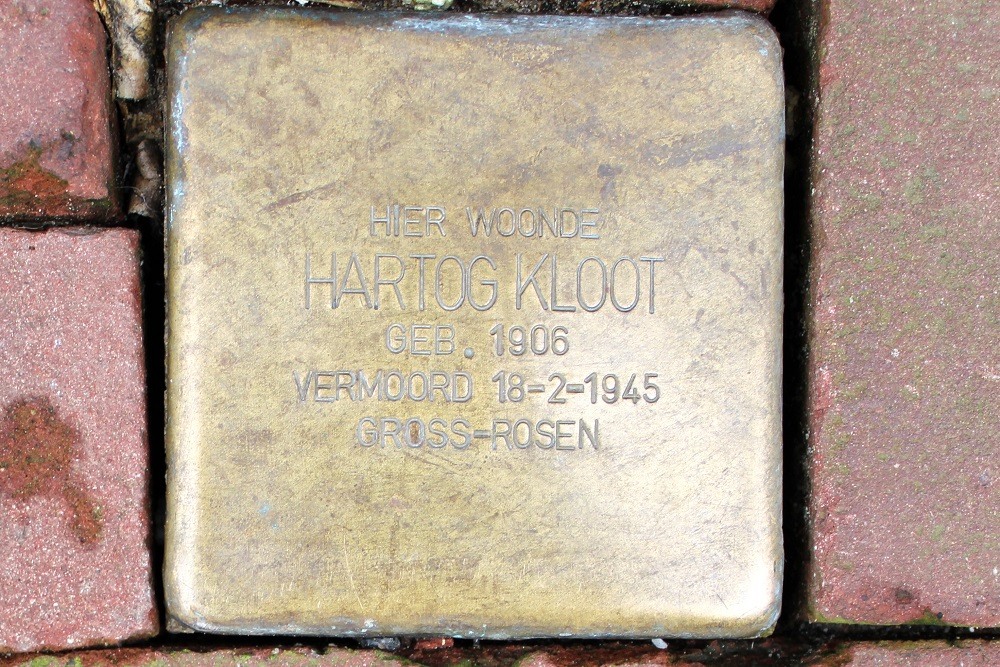 HIER WOONDE
HARTOG KLOOT
GEB. 1906
VERMOORD 18-2-1945
GROSS-ROSEN